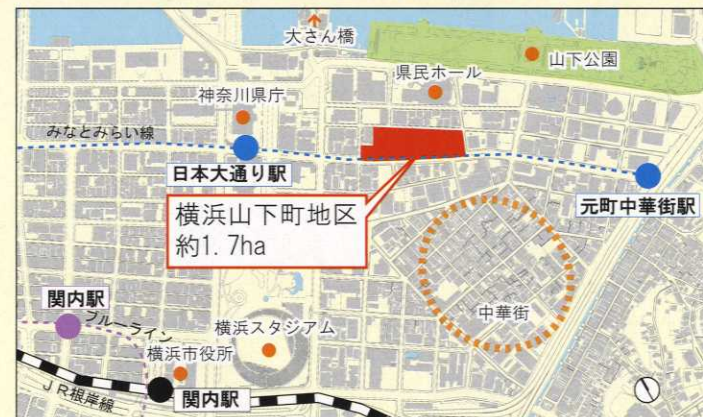 大さん橋
山下公園
県民ホール
神奈川県庁
みなとみらい線
日本大通り駅
元町中華街駅
横浜山下町地区
約1.7ha
中華街
関内駅
ブルーライン
横浜スタジアム
横浜市役所
関内駅
JR根岸線